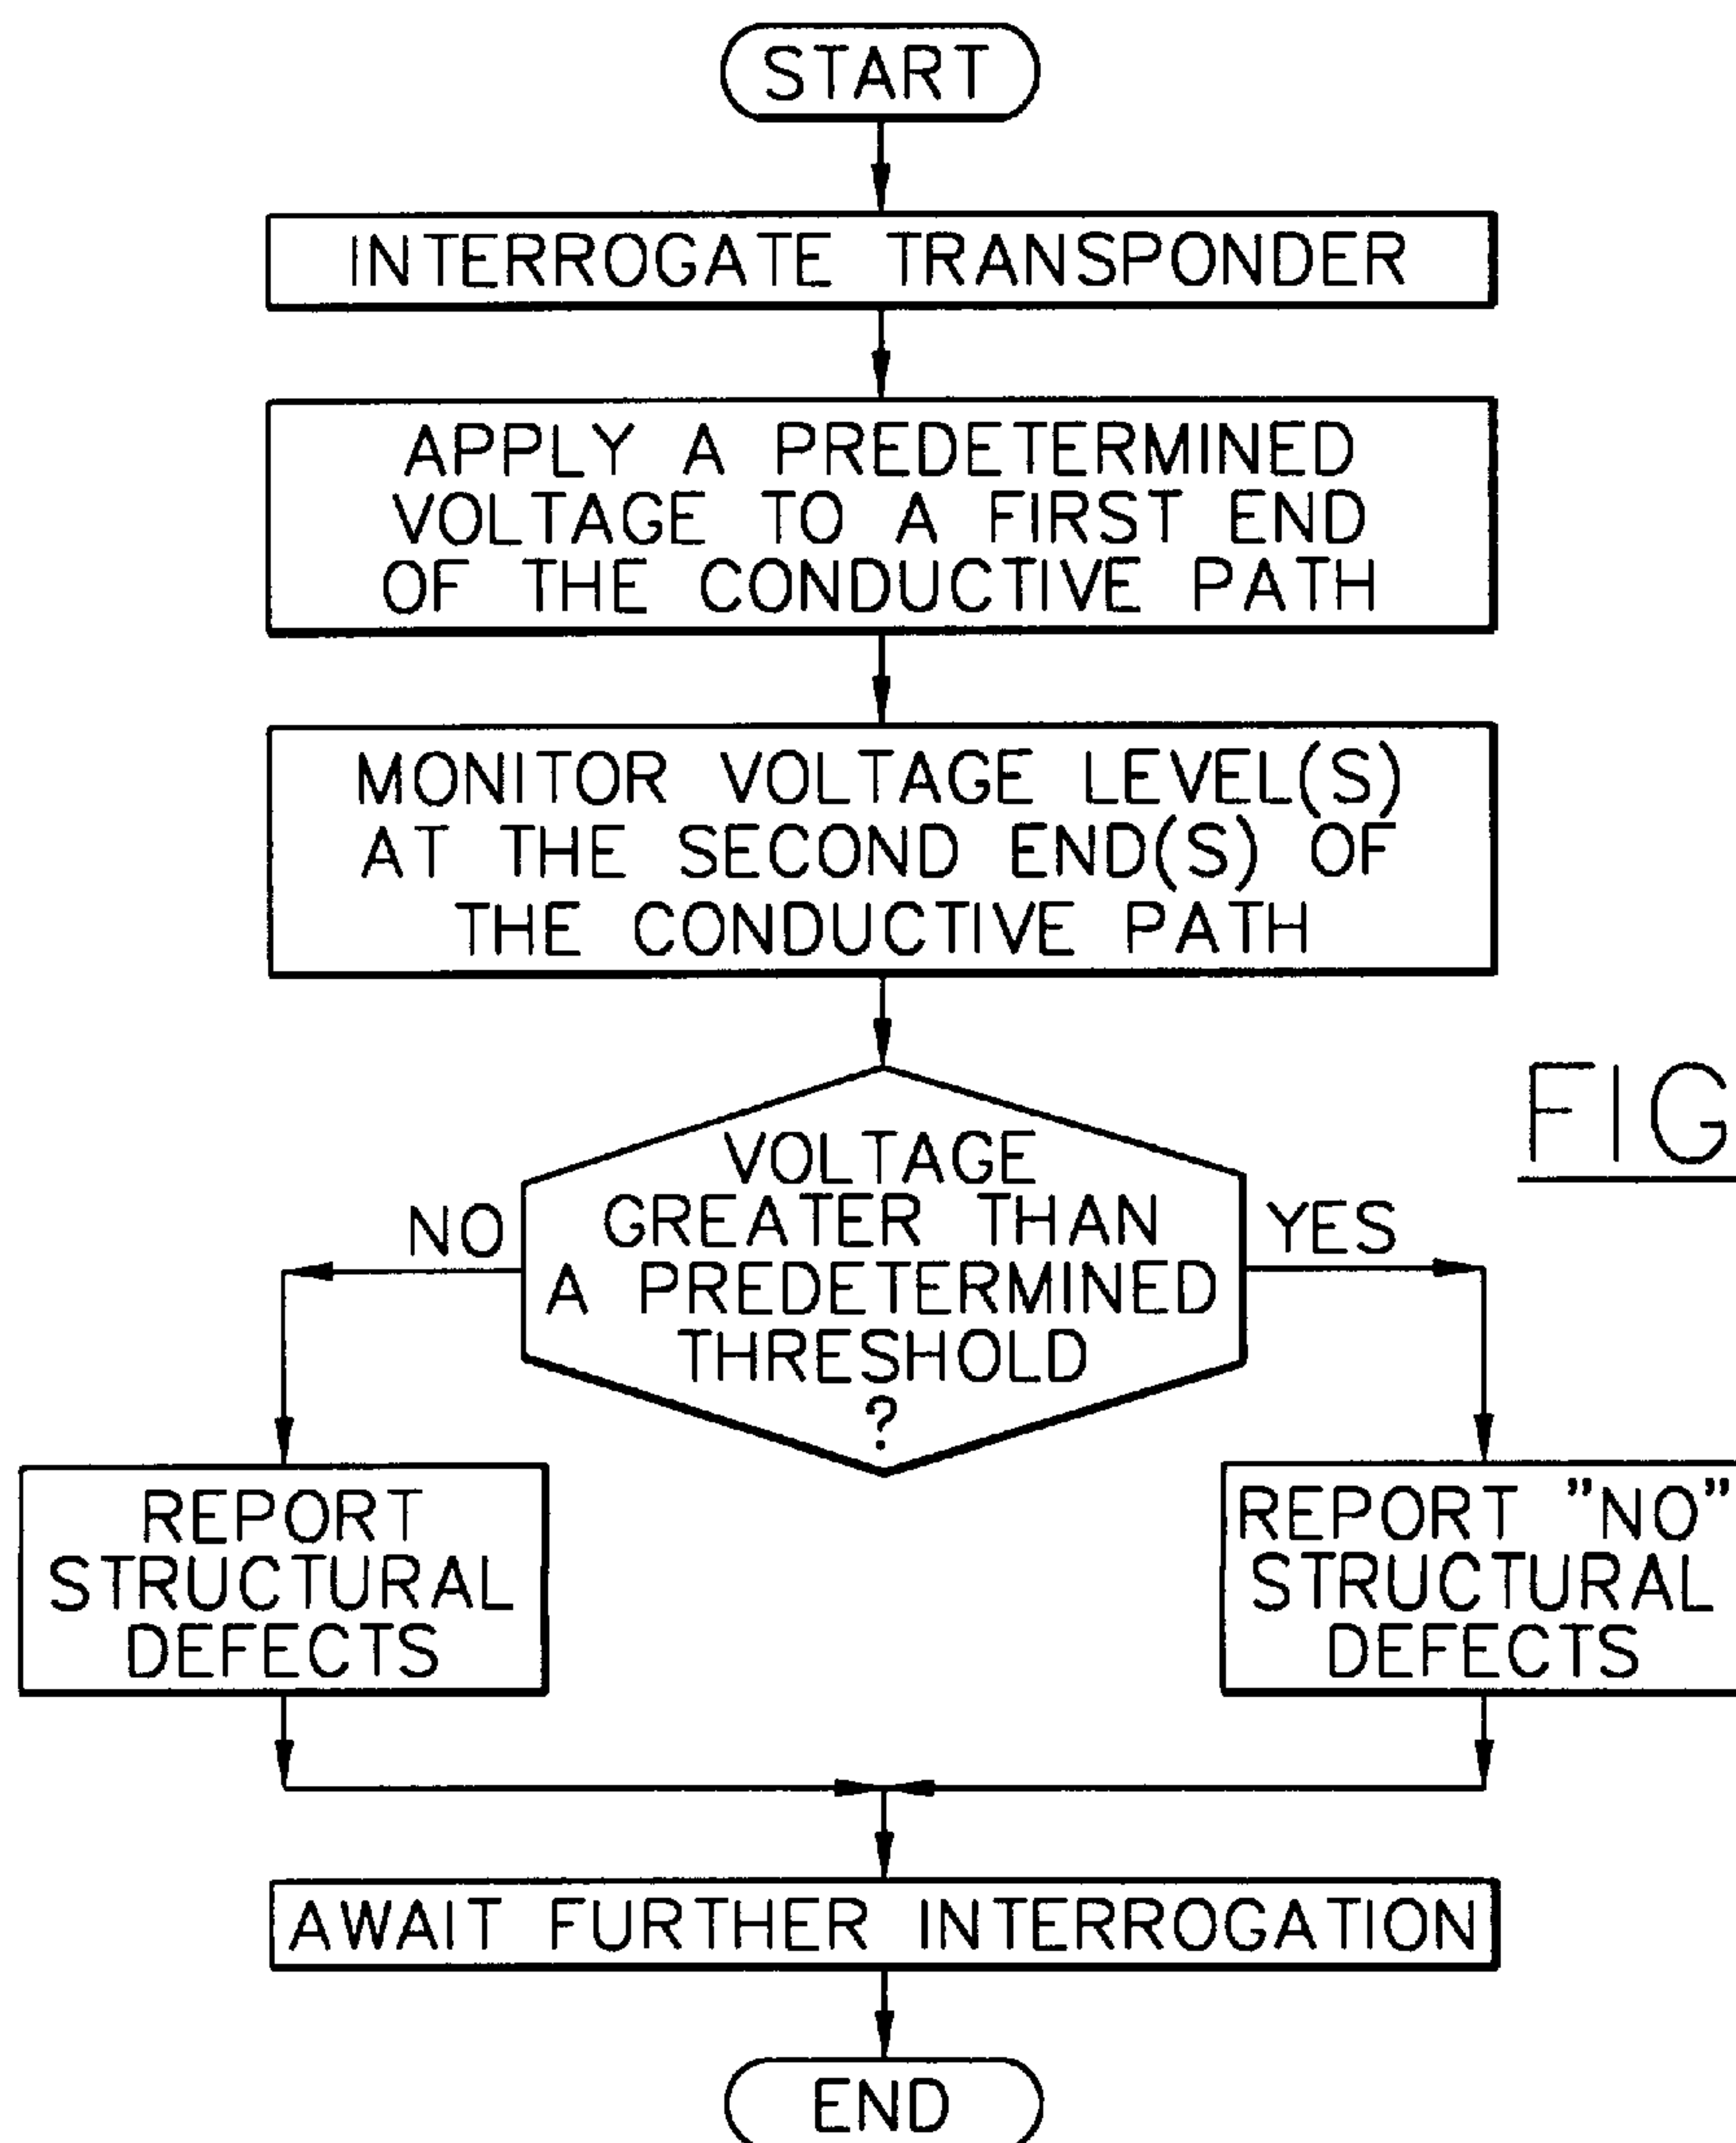 START
INTERROGATE TRANSPONDER
APPLY A PREDETERMINED
VOLTAGE TO A FIRST END
OF THE CONDUCTIVE PATH
MONITOR VOLTAGE LEVEL(S)
AT THE SECOND END(S) OF
THE CONDUCTIVE PATH
FIG
VOLTAGE
GREATER THAN
A PREDETERMINED
THRESHOLD
?
NO
YES
REPORT
STRUCTURAL
DEFECTS
REPORT "NO"
STRUCTURAL
DEFECTS
AWAIT FURTHER INTERROGATION
END